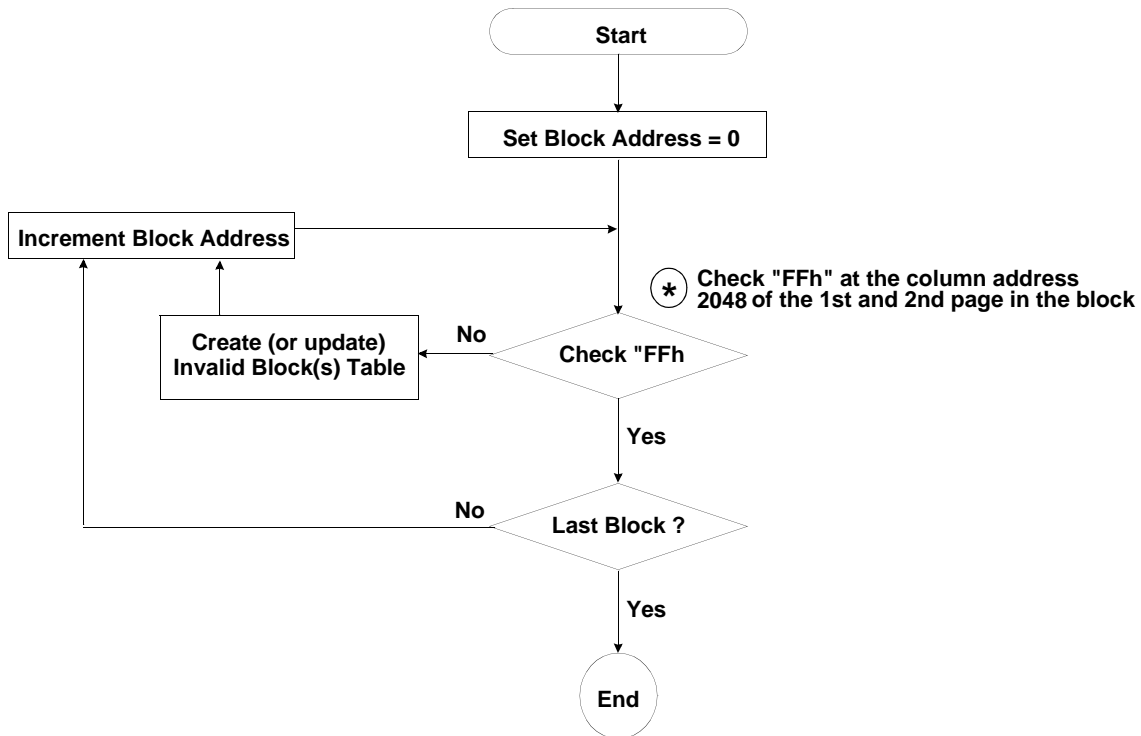 Start
Set Block Address = 0
Increment Block Address
*
Check "FFh" at the column address
2048 of the 1st and 2nd page in the block
No
Create (or update)
Invalid Block(s) Table
Check "FFh
Yes
No
Last Block ?
Yes
End